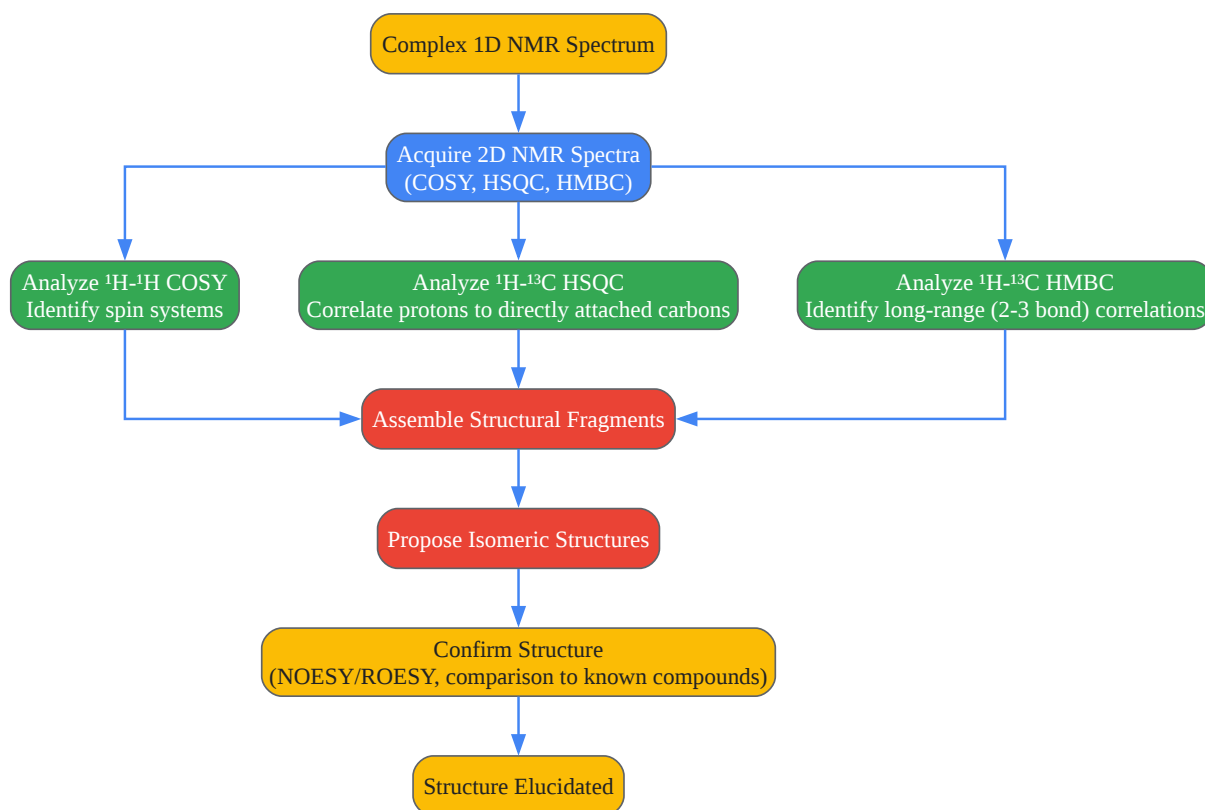 Complex 1D NMR Spectrum
Acquire 2D NMR Spectra
(COSY, HSQC, HMBC)
Analyze ¹H-¹H COSY
Identify spin systems
Analyze ¹H-¹³C HSQC
Correlate protons to directly attached carbons
Analyze ¹H-¹³C HMBC
Identify long-range (2-3 bond) correlations
Assemble Structural Fragments
Propose Isomeric Structures
Confirm Structure
(NOESY/ROESY, comparison to known compounds)
Structure Elucidated